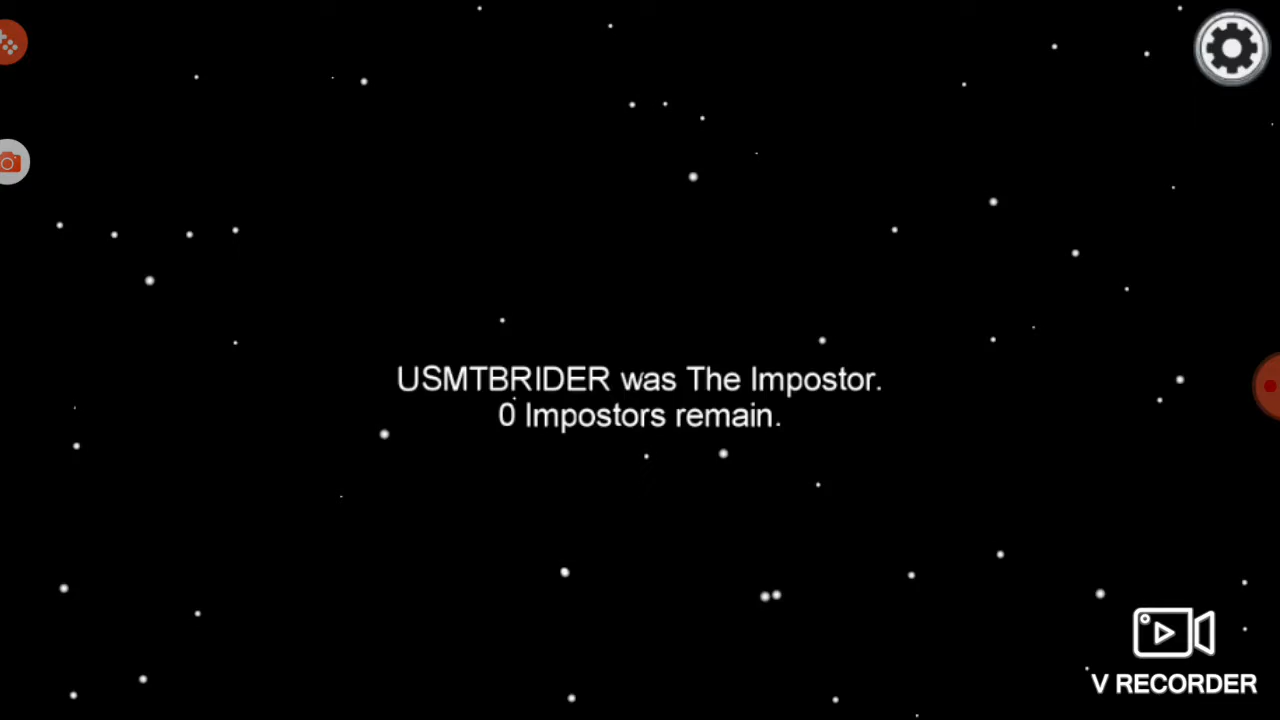 USMTBRIDER was The Impostor.
0 Impostors remain.
V RECORDER